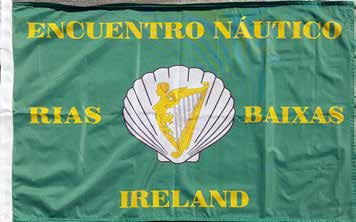 ENCUENTRO NÁUTICO
RIAS BAIXAS
IRELAND